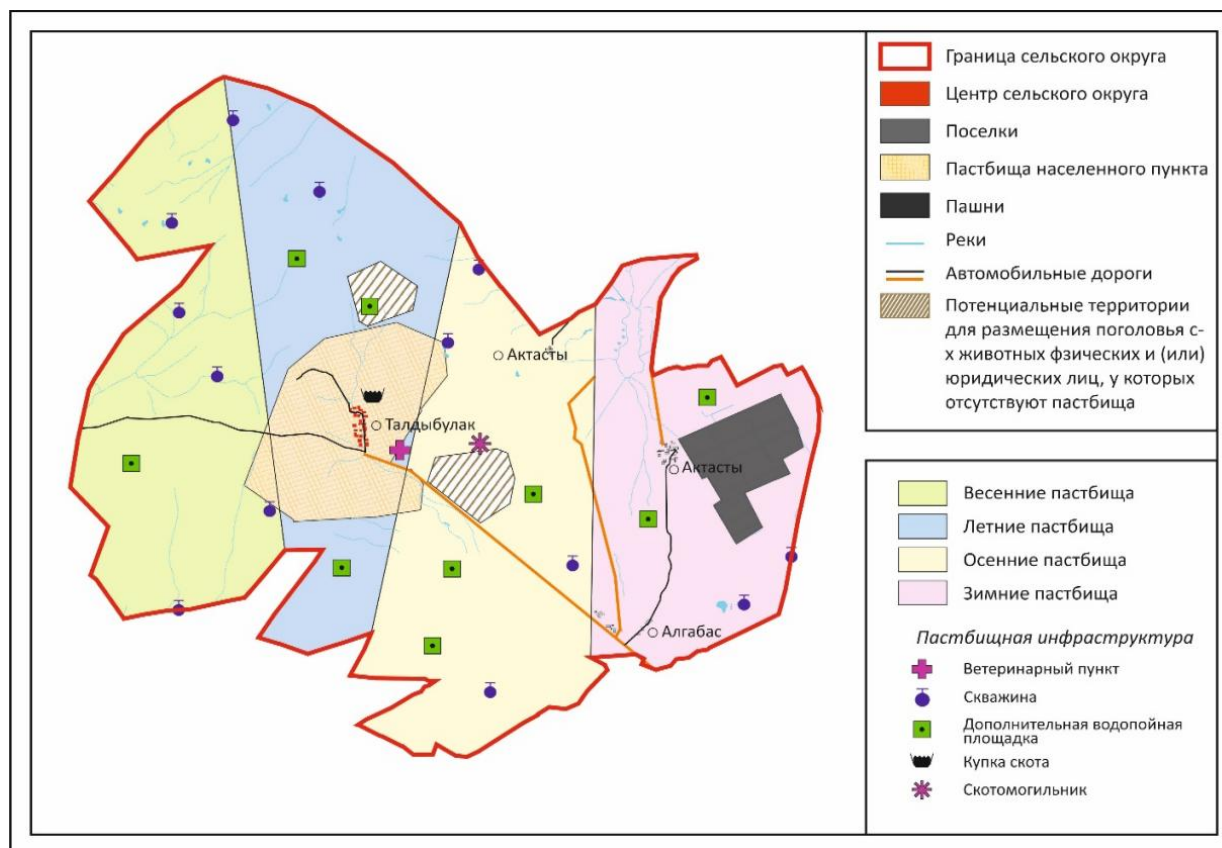 Граница сельского округа
Центр сельского округа
Поселки
Пастбища населенного пункта
Пашни
Реки
Автомобильные дороги
Потенциальные территории
для размещения поголовья с-
х животных фзических и (или)
юридических лиц, у которых
отсутствуют пастбища
Весенние пастбища
Летние пастбища
Осенние пастбища
Зимние пастбища
Пастбищная инфраструктура
Ветеринарный пункт
Скважина
Дополнительная водопойная
площадка
Купка скота
Скотомогильник
Актасты
Талдыбулак
Актасты
Алгабас